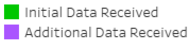 Initial Data Received
Additional Data Received